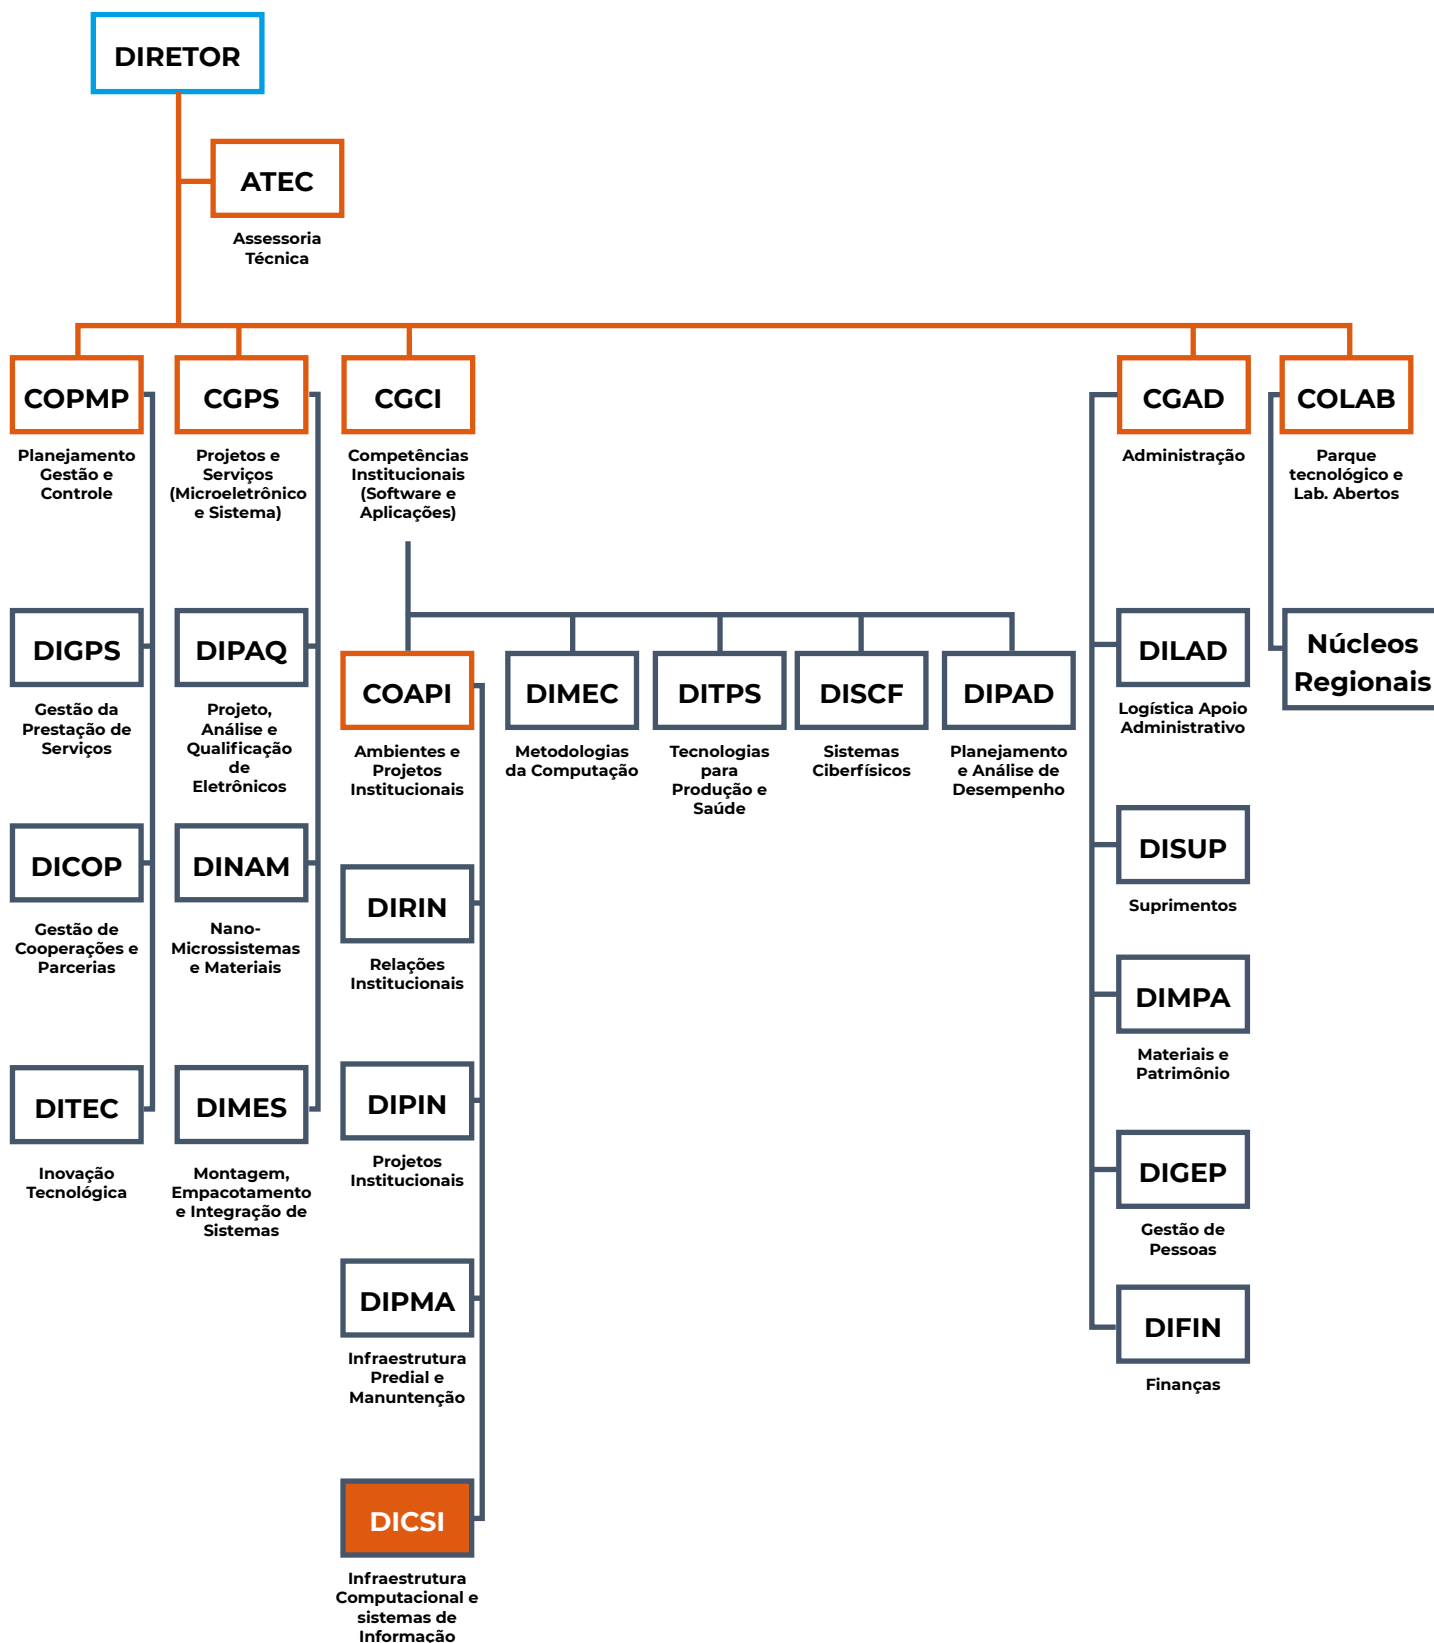 DIRETOR
ATEC
Assessoria
Técnica
COPMP
Planejamento
Gestão e
Controle
CGPS
Projetos e
Serviços
(Microeletrônico
e Sistema)
CGCI
Competências
Institucionais
(Software e
Aplicações)
CGAD
Administração
COLAB
Parque
tecnológico e
Lab. Abertos
DIGPS
Gestão da
Prestação de
Serviços
DICOP
Gestão de
Cooperações e
Parcerias
DITEC
Inovação
Tecnológica
DIPAQ
Projeto,
Análise e
Qualificação
de
Eletrônicos
DINAM
Nano-
Microssistemas
e Materiais
DIMES
Montagem,
Empacotamento
e Integração de
Sistemas
COAPI
Ambientes e
Projetos
Institucionais
DIMEC
Metodologias
da Computação
DITPS
Tecnologias
para
Produção e
Saúde
DISCF
Sistemas
Ciberfísicos
DIPAD
Planejamento
e Análise de
Desempenho
DIRIN
Relações
Institucionais
DIPIN
Projetos
Institucionais
DIPMA
Infraestrutura
Predial e
Manuntenção
DICSI
Infraestrutura
Computacional e
sistemas de
Informação
DILAD
Logística Apoio
Administrativo
DISUP
Suprimentos
DIMPA
Materiais e
Patrimônio
DIGEP
Gestão de
Pessoas
DIFIN
Finanças
Núcleos
Regionais